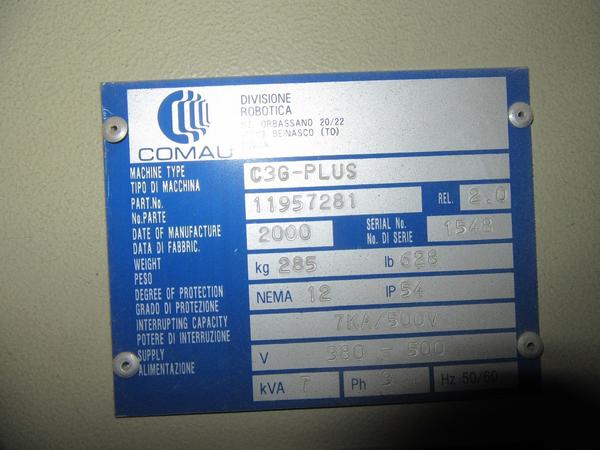 COMAU
DIVISIONE
ROBOTICA
ORBASSANO 20/22
BEINASCO (TO)
MACHINE TYPE
TIPO DI MACCHINA
C3G-PLUS
PART.No.
No.PARTE
11957281
REL. 2.0
DATE OF MANUFACTURE
DATA DI FABBRIC.
2000
SERIAL No.
No. DI SERIE
1548
WEIGHT
PESO
kg 285
lb 628
DEGREE OF PROTECTION
GRADO DI PROTEZIONE
NEMA 12
IP 54
INTERRUPTING CAPACITY
POTERE DI INTERRUZIONE
7KA/500V
SUPPLY
ALIMENTAZIONE
V 380 - 500
kVA 7
Ph 3
Hz 50/60